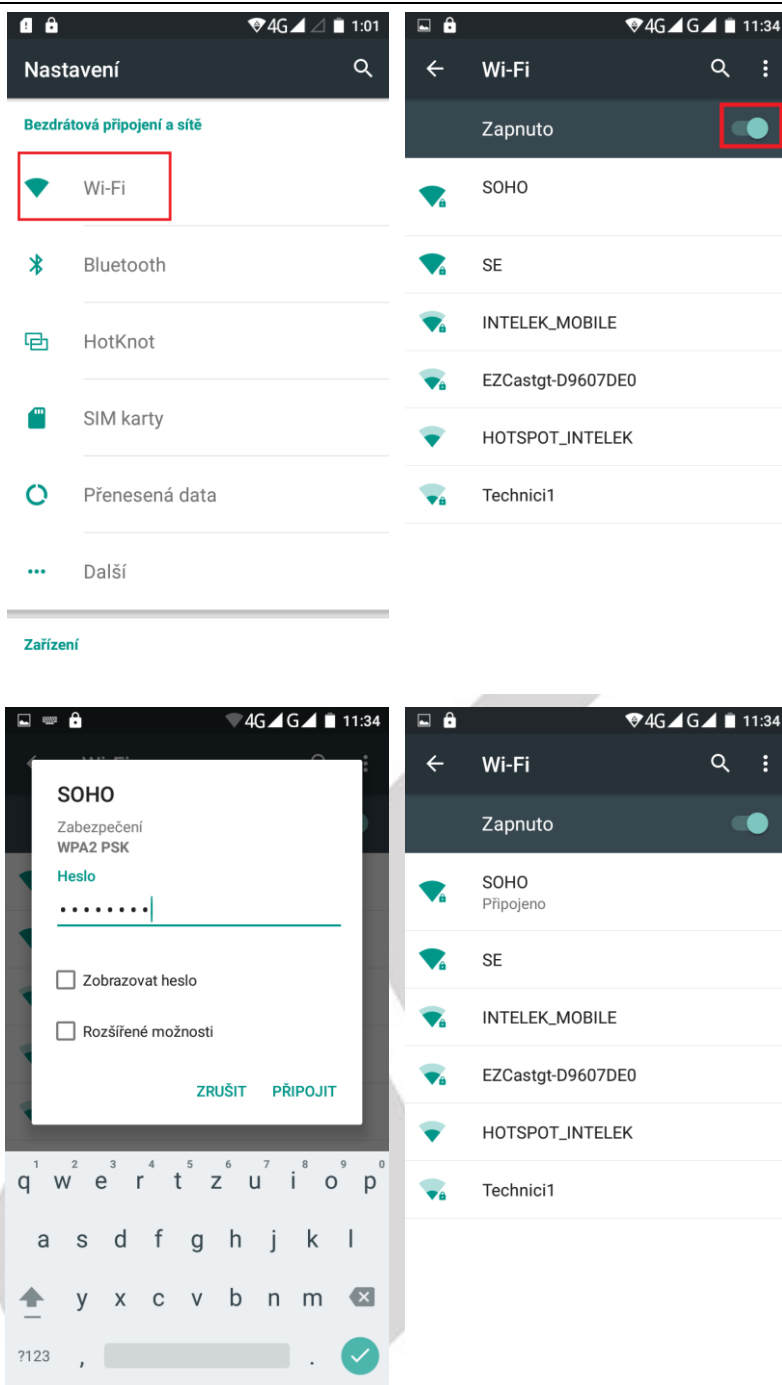 4G 1:01
Nastavení
Bezdrátová připojení a sítě
Wi-Fi
Bluetooth
HotKnot
SIM karty
Přenesená data
Další
Zařízení
4G G 11:34
Wi-Fi
Zapnuto
SOHO
SE
INTELEK_MOBILE
EZCastgt-D9607DE0
HOTSPOT_INTELEK
Technici1
4G G 11:34
SOHO
Zabezpečení
WPA2 PSK
Heslo
••••••••
Zobrazovat heslo
Rozšířené možnosti
ZRUŠIT PŘIPOJIT
1 2 3 4 5 6 7 8 9 0
q w e r t z u i o p
a s d f g h j k l
y x c v b n m
?123 , .
4G G 11:34
Wi-Fi
Zapnuto
SOHO
Připojeno
SE
INTELEK_MOBILE
EZCastgt-D9607DE0
HOTSPOT_INTELEK
Technici1